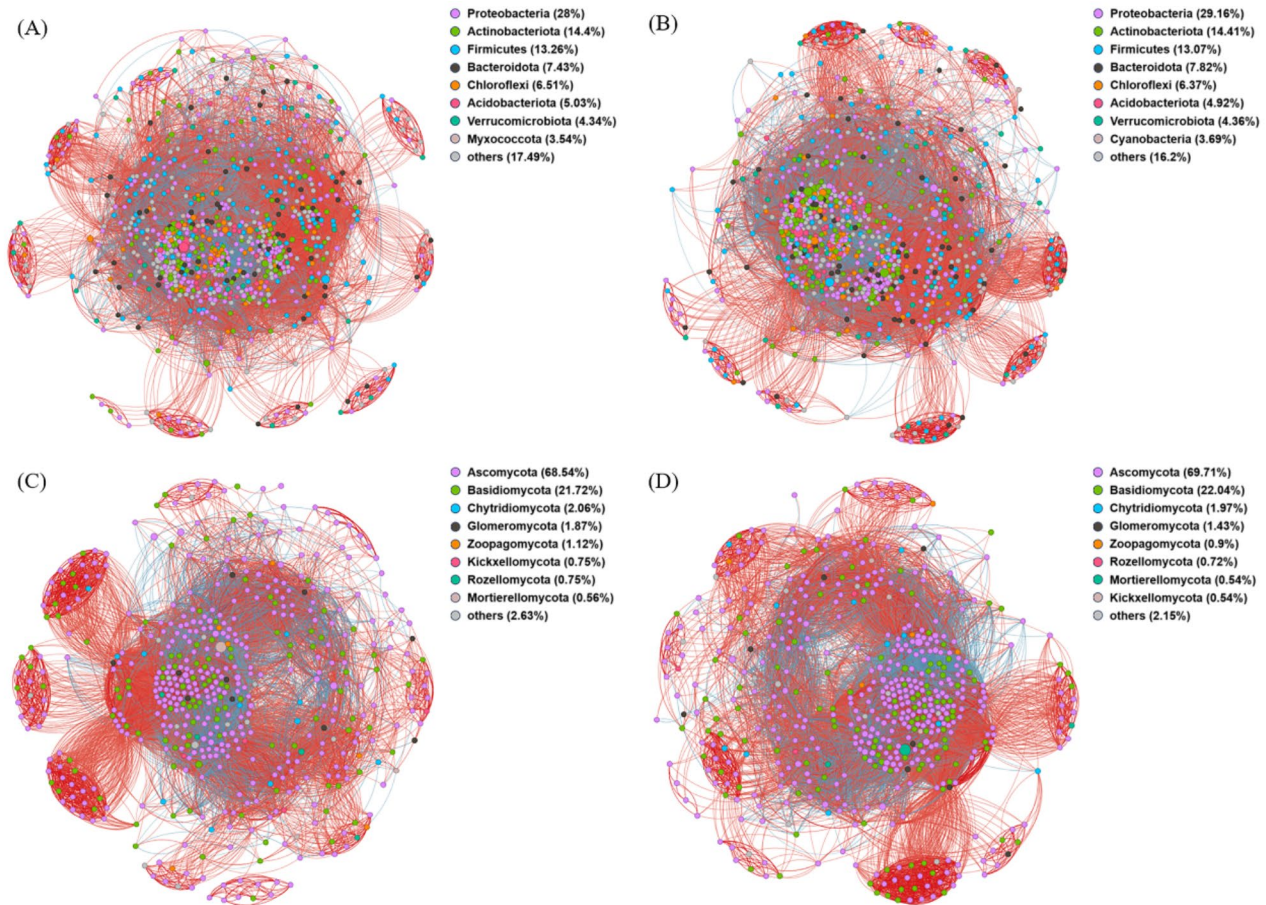 (A)
Proteobacteria (28%)
Actinobacteriota (14.4%)
Firmicutes (13.26%)
Bacteroidota (7.43%)
Chloroflexi (6.51%)
Acidobacteriota (5.03%)
Verrucomicrobiota (4.34%)
Myxococcota (3.54%)
others (17.49%)
(B)
Proteobacteria (29.16%)
Actinobacteriota (14.41%)
Firmicutes (13.07%)
Bacteroidota (7.82%)
Chloroflexi (6.37%)
Acidobacteriota (4.92%)
Verrucomicrobiota (4.36%)
Cyanobacteria (3.69%)
others (16.2%)
(C)
Ascomycota (68.54%)
Basidiomycota (21.72%)
Chytridiomycota (2.06%)
Glomeromycota (1.87%)
Zoopagomycota (1.12%)
Kickxellomycota (0.75%)
Rozellomycota (0.75%)
Mortierellomycota (0.56%)
others (2.63%)
(D)
Ascomycota (69.71%)
Basidiomycota (22.04%)
Chytridiomycota (1.97%)
Glomeromycota (1.43%)
Zoopagomycota (0.9%)
Rozellomycota (0.72%)
Mortierellomycota (0.54%)
Kickxellomycota (0.54%)
others (2.15%)